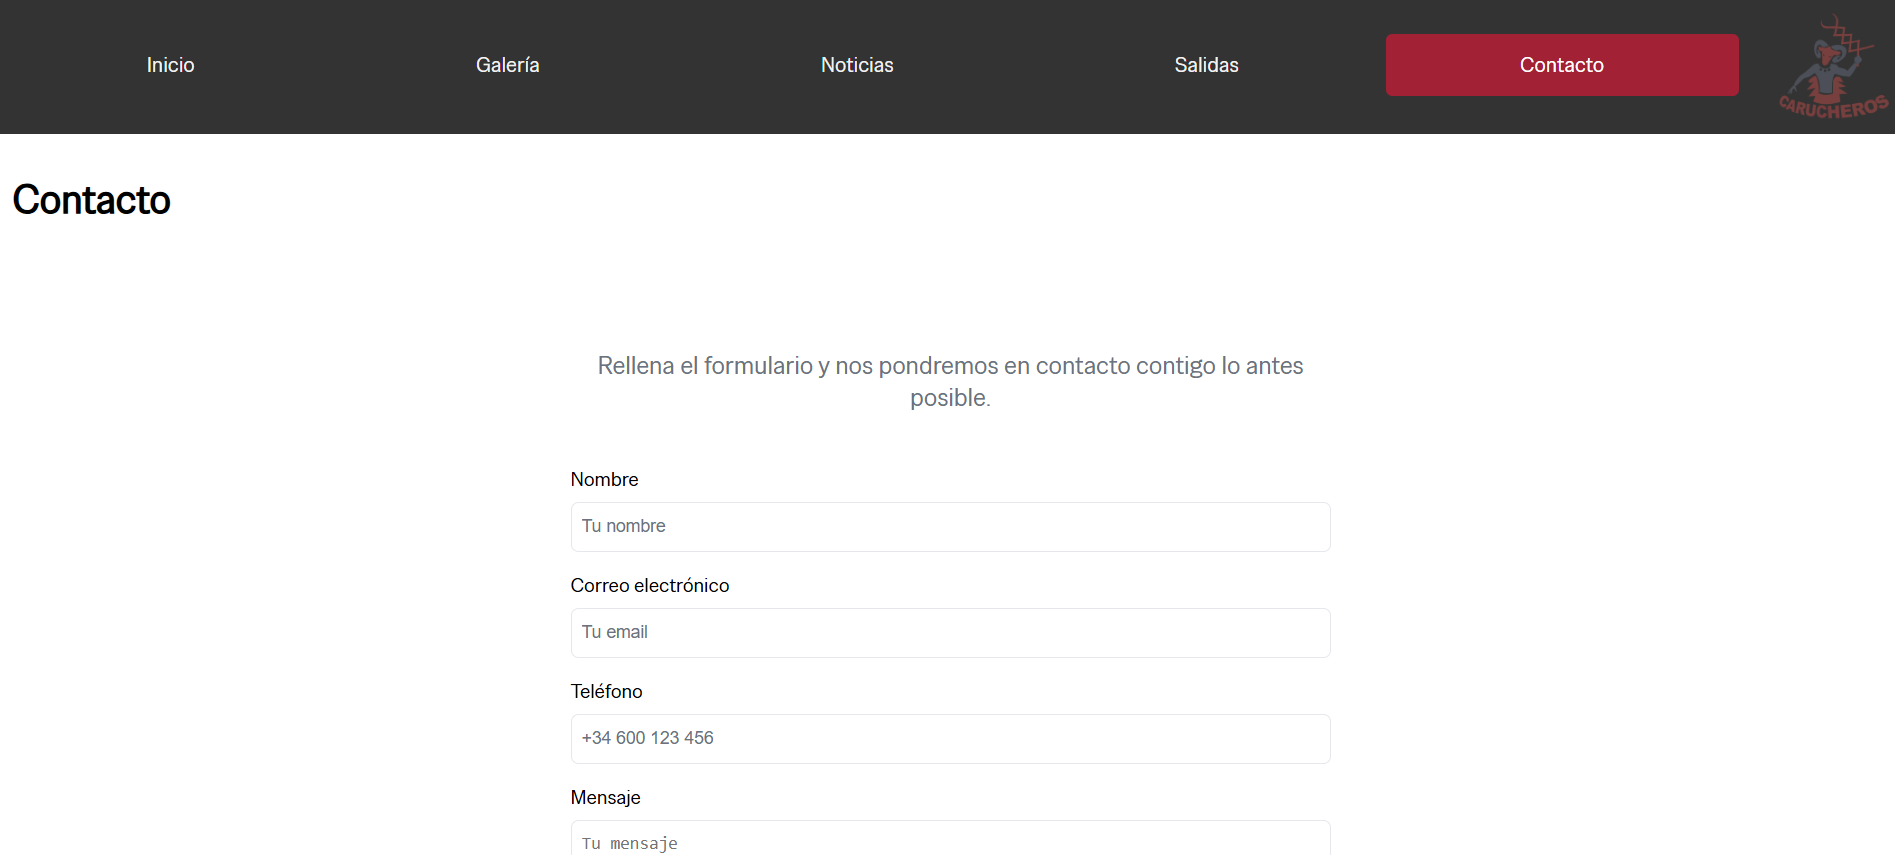 Inicio
Galería
Noticias
Salidas
Contacto
CARUCHEROS
Contacto
Rellena el formulario y nos pondremos en contacto contigo lo antes
posible.
Nombre
Tu nombre
Correo electrónico
Tu email
Teléfono
+34 600 123 456
Mensaje
Tu mensaje